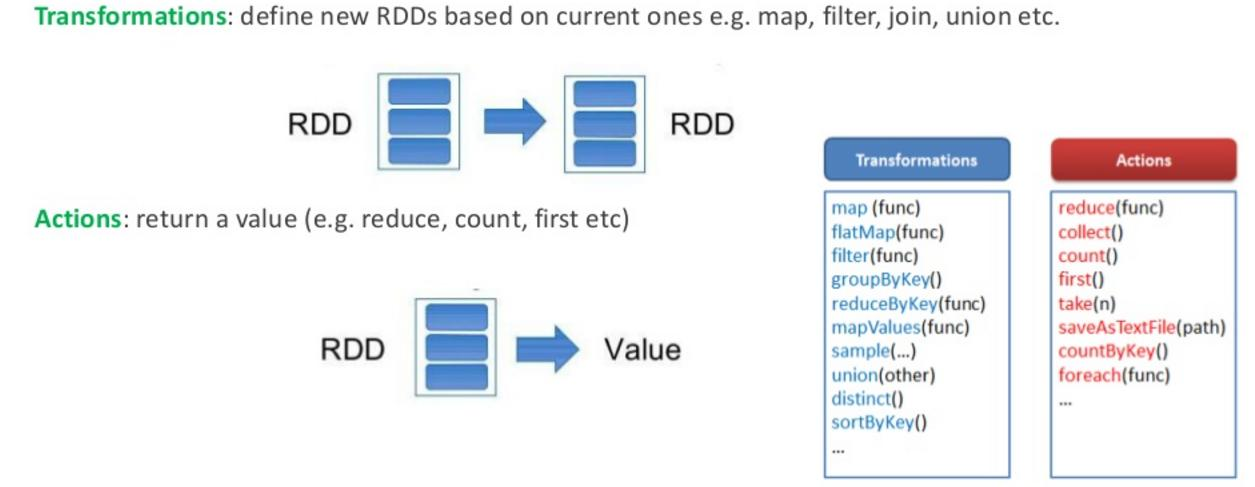 Transformations: define new RDDs based on current ones e.g. map, filter, join, union etc.
RDD
RDD
Actions: return a value (e.g. reduce, count, first etc)
RDD
Value
Transformations
map (func)
flatMap(func)
filter(func)
groupByKey()
reduceByKey(func)
mapValues(func)
sample(...)
union(other)
distinct()
sortByKey()
...
Actions
reduce(func)
collect()
count()
first()
take(n)
saveAsTextFile(path)
countByKey()
foreach(func)
...